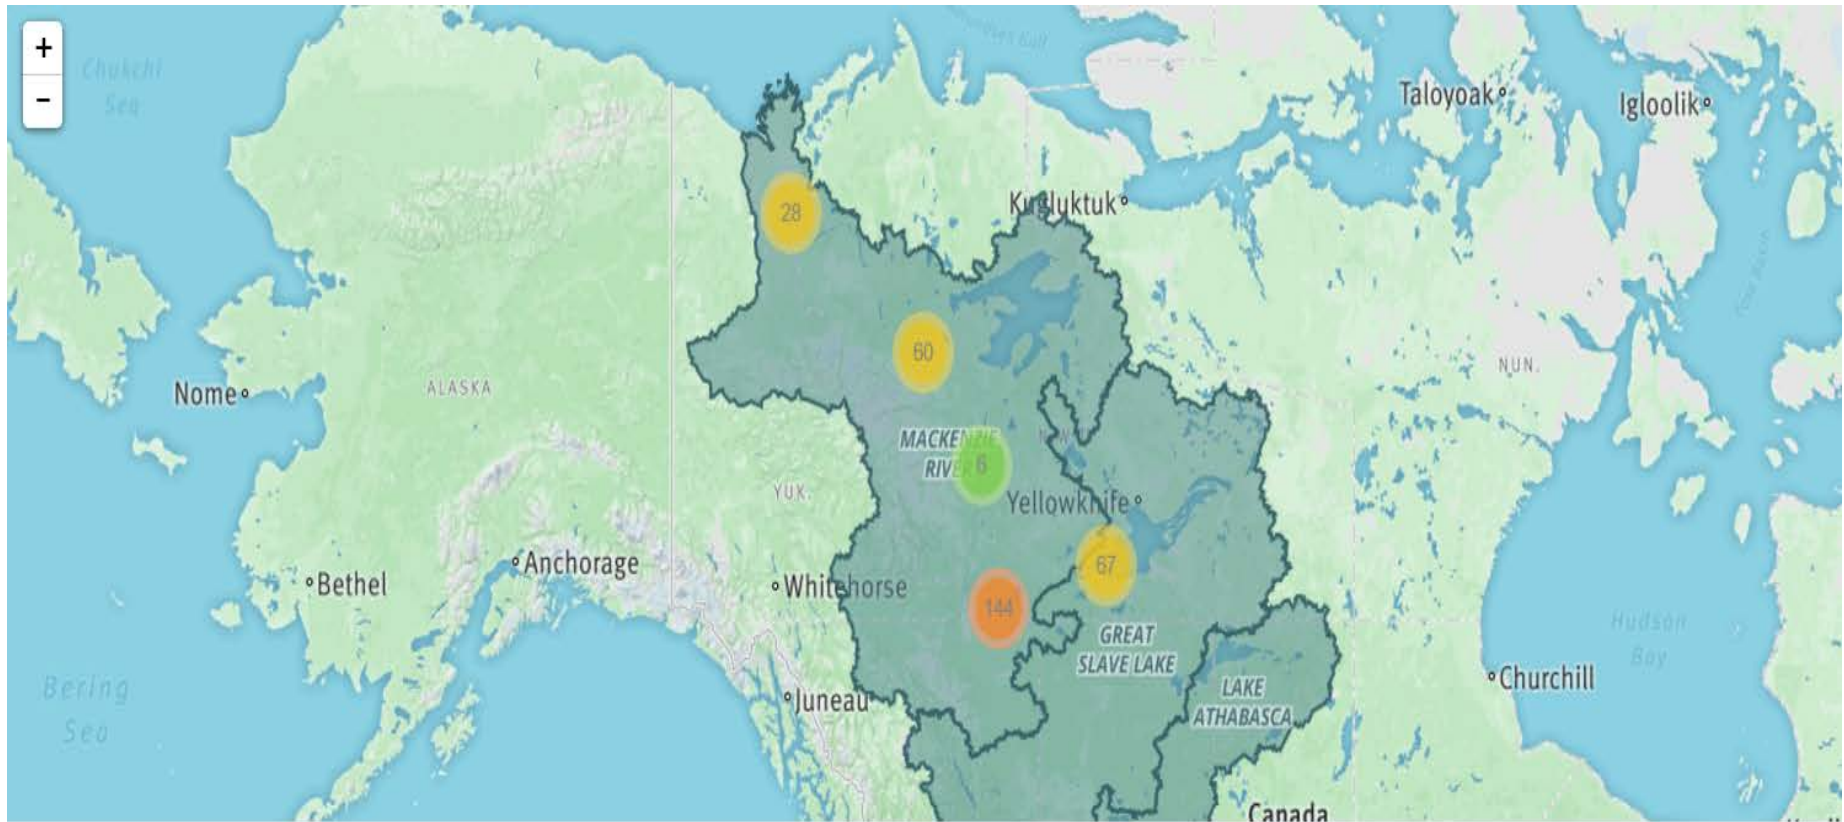 +
-
Chukchi
Sea
Taloyoak
Igloolik
28
Kugluktuk
60
NUN.
Nome
ALASKA
MACKENZIE
RIVER
6
YUK.
Yellowknife
Anchorage
67
Bethel
Whitehorse
144
GREAT
SLAVE LAKE
Hudson
Bay
Bering
Sea
LAKE
ATHABASCA
Churchill
Juneau
Canada